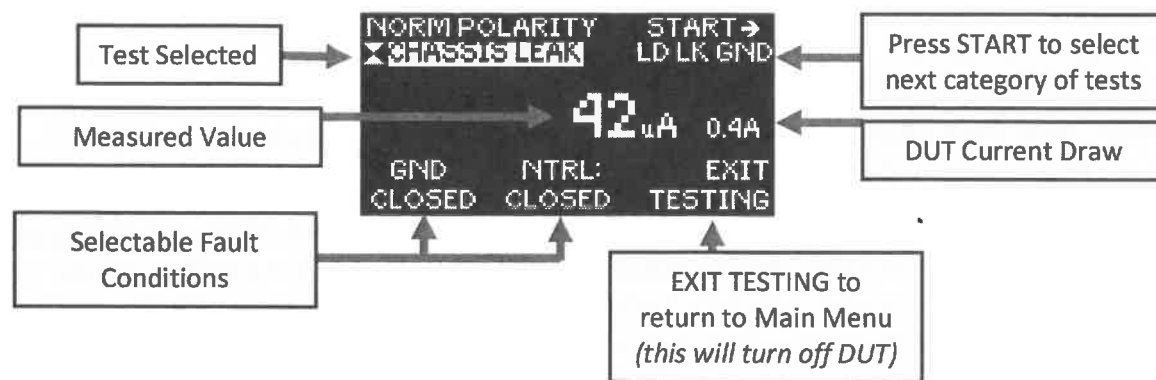 NORM POLARITY START→
CHASSIS LEAK LD LK GND
42 uA 0.4A
GND NTRL: EXIT
CLOSED CLOSED TESTING
Test Selected
Measured Value
Selectable Fault
Conditions
Press START to select
next category of tests
DUT Current Draw
EXIT TESTING to
return to Main Menu
(this will turn off DUT)